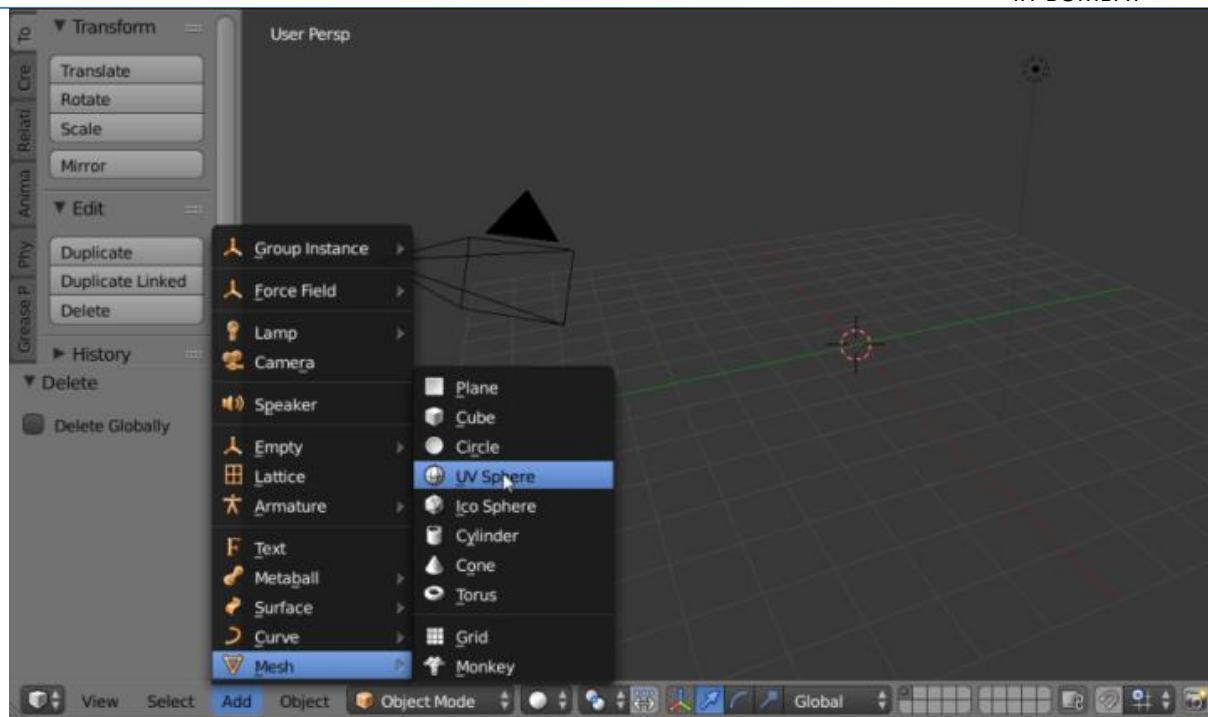 To
Cre
Relati
Anima
Phy
Grease P
Transform
Translate
Rotate
Scale
Mirror
Edit
Duplicate
Duplicate Linked
Delete
History
Delete
Delete Globally
User Persp
Group Instance
Force Field
Lamp
Camera
Speaker
Empty
Lattice
Armature
Text
Metaball
Surface
Curve
Mesh
Plane
Cube
Circle
UV Sphere
Ico Sphere
Cylinder
Cone
Torus
Grid
Monkey
View Select Add Object Object Mode Global